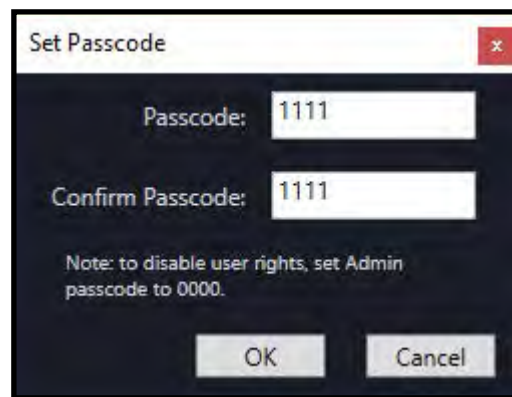 Set Passcode
x
Passcode: 1111
Confirm Passcode: 1111
Note: to disable user rights, set Admin
passcode to 0000.
OK Cancel